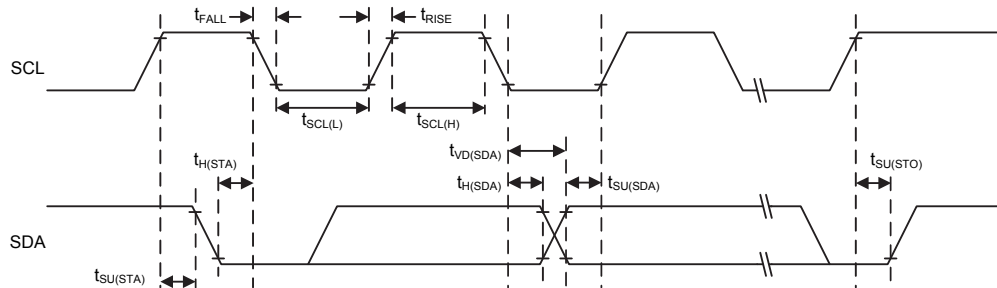 tFALL
tRISE
SCL
tSCL(L)
tSCL(H)
tVD(SDA)
tH(STA)
tH(SDA)
tSU(SDA)
tSU(STO)
SDA
tSU(STA)